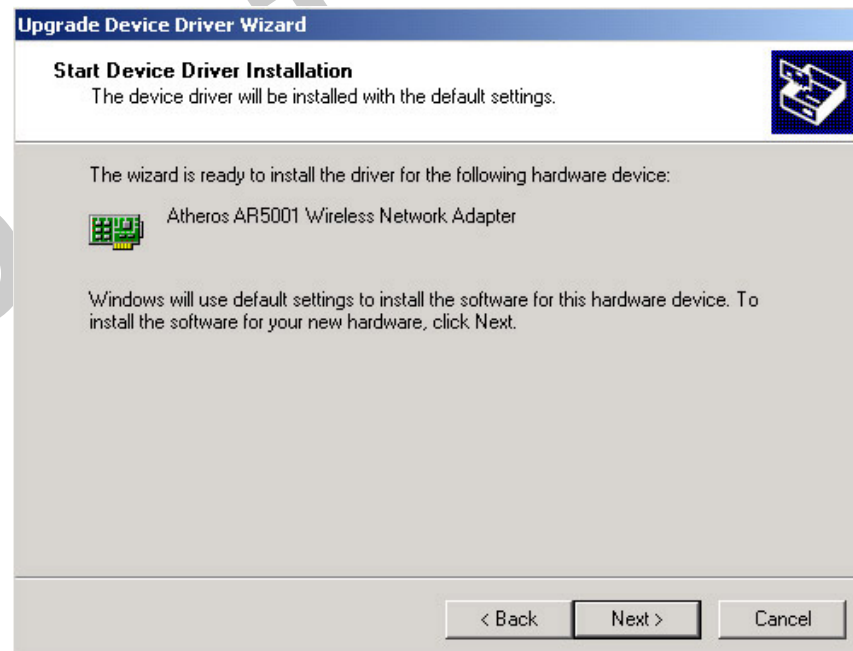 Upgrade Device Driver Wizard
Start Device Driver Installation
The device driver will be installed with the default settings.
The wizard is ready to install the driver for the following hardware device:
Atheros AR5001 Wireless Network Adapter
Windows will use default settings to install the software for this hardware device. To
install the software for your new hardware, click Next.
< Back
Next >
Cancel